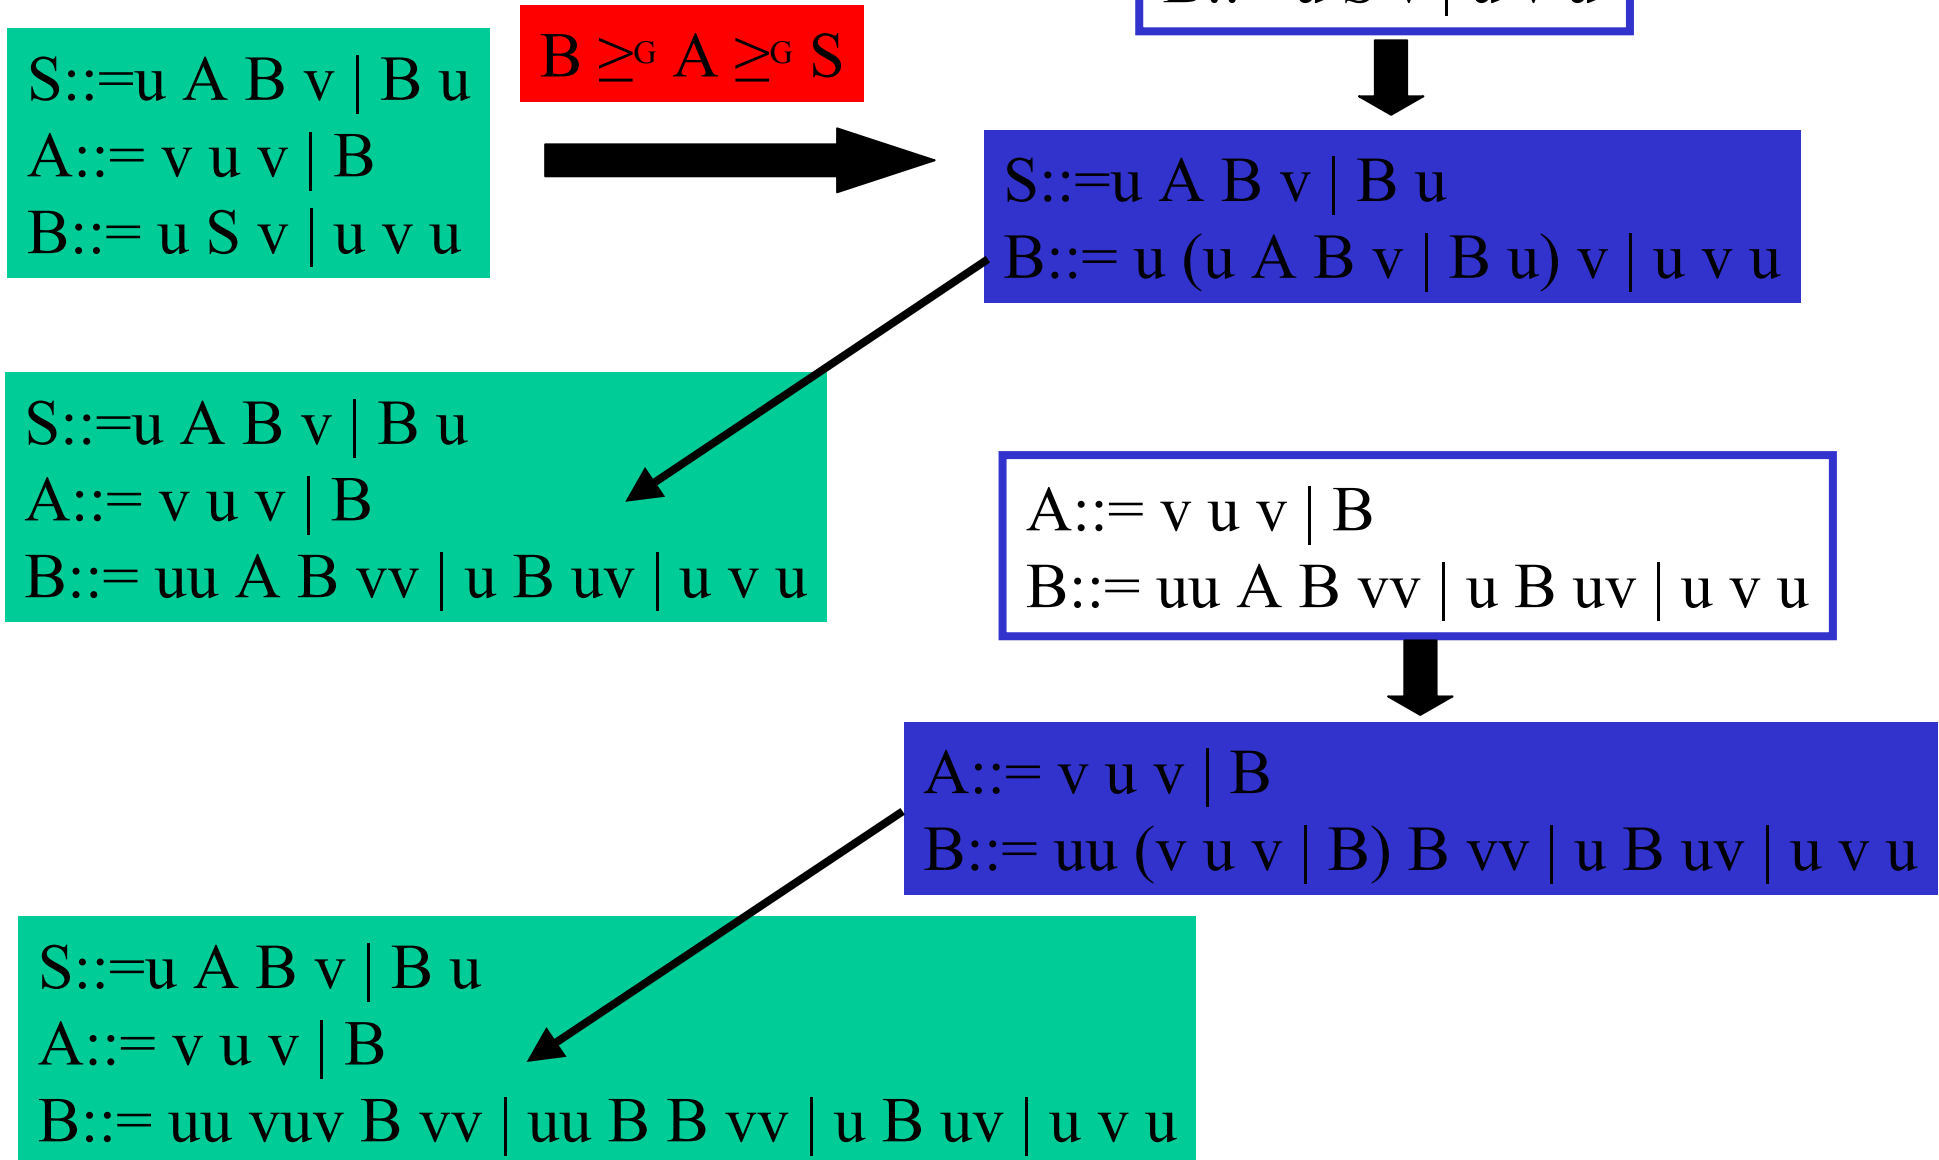 B ≥G A ≥G S
S::=u A B v | B u
A::= v u v | B
B::= u S v | u v u
S::=u A B v | B u
B::= u (u A B v | B u) v | u v u
S::=u A B v | B u
A::= v u v | B
B::= uu A B vv | u B uv | u v u
A::= v u v | B
B::= uu A B vv | u B uv | u v u
A::= v u v | B
B::= uu (v u v | B) B vv | u B uv | u v u
S::=u A B v | B u
A::= v u v | B
B::= uu vuv B vv | uu B B vv | u B uv | u v u